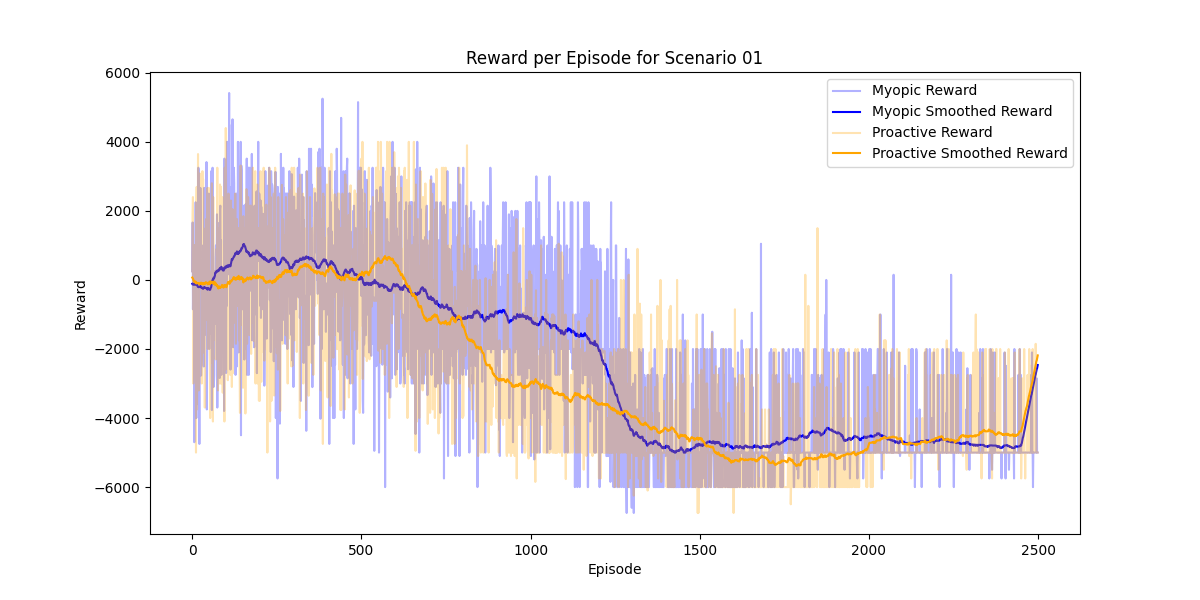 Reward per Episode for Scenario 01
Myopic Reward
Myopic Smoothed Reward
Proactive Reward
Proactive Smoothed Reward
Reward
6000
4000
2000
0
−2000
−4000
−6000
0
500
1000
1500
2000
2500
Episode